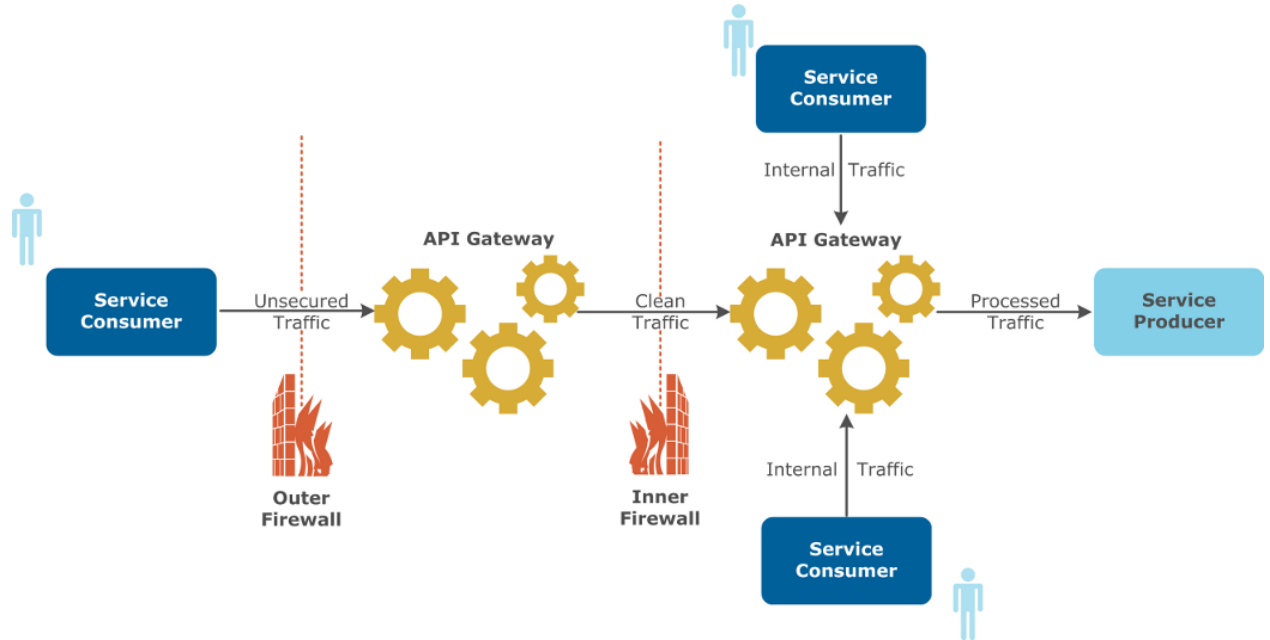 Service
Consumer
Internal Traffic
API Gateway
API Gateway
Service
Consumer
Unsecured
Traffic
Clean
Traffic
Processed
Traffic
Service
Producer
Internal Traffic
Outer
Firewall
Inner
Firewall
Service
Consumer